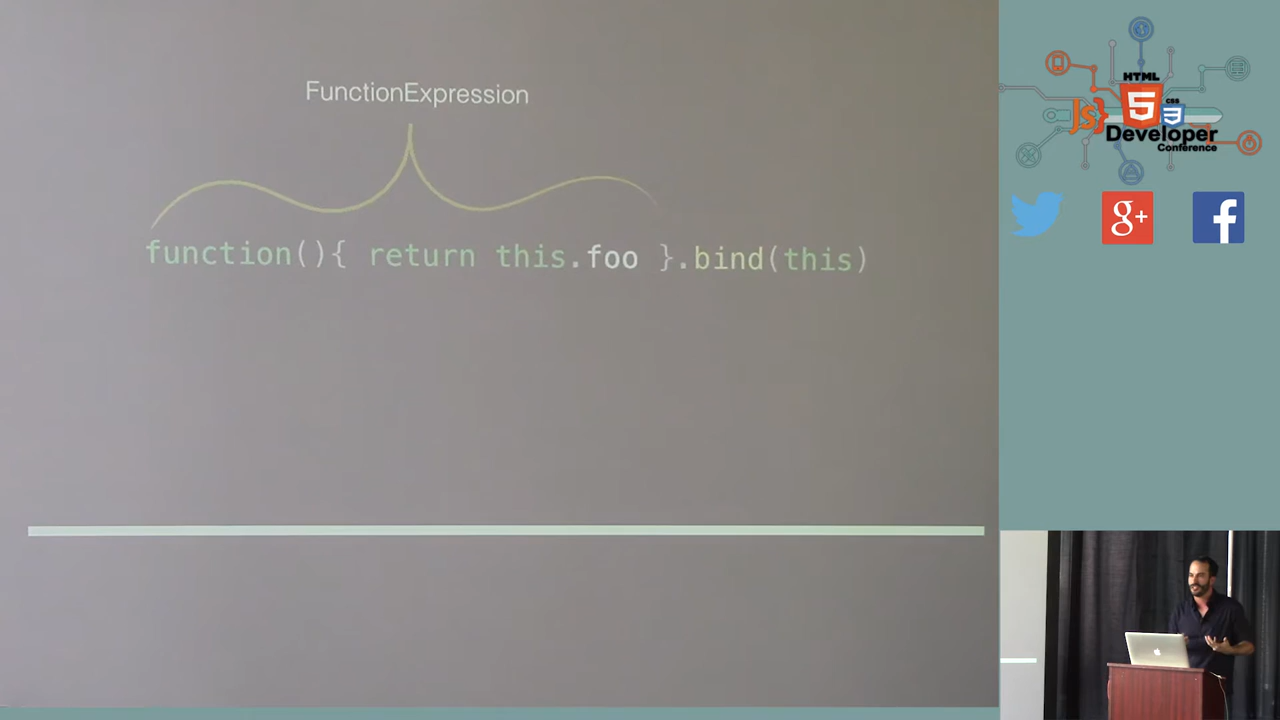 FunctionExpression
function(){ return this.foo }.bind(this)
HTML
5
JS}
css
3
Developer
Conference
g+
f